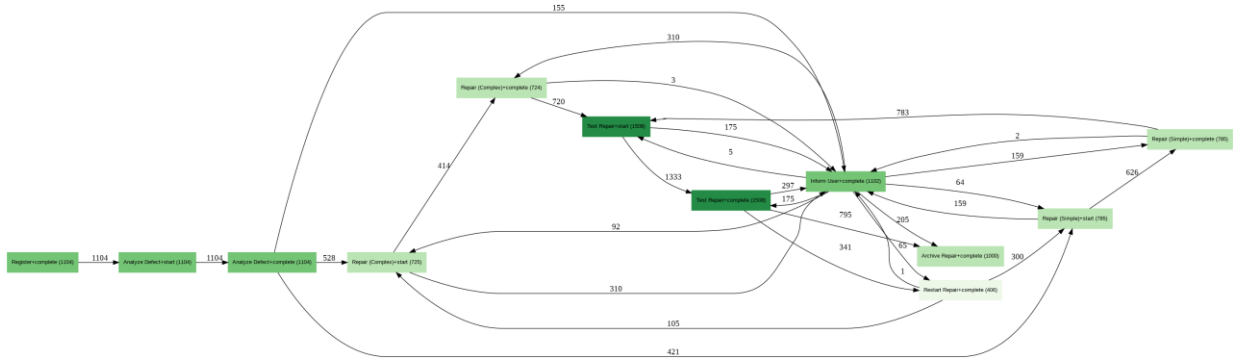 155
310
Repair (Complex)+complete (724)
3
720
783
Test Repair+start (1508)
175
2
Repair (Simple)+complete (785)
5
159
414
1333
Inform User+complete (1102)
626
297
64
Test Repair+complete (1508)
175
159
795
205
Repair (Simple)+start (785)
92
341
65
Archive Repair+complete (1000)
300
Register+complete (1104)
1104
Analyze Defect+start (1104)
1104
Analyze Defect+complete (1104)
528
Repair (Complex)+start (725)
1
310
Restart Repair+complete (406)
105
421